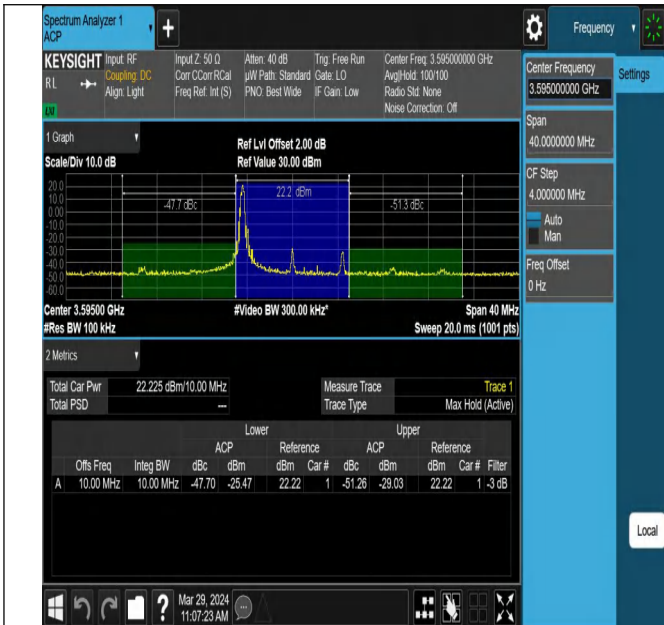 Spectrum Analyzer 1
ACP
Frequency
KEYSIGHT
RL
LXI
Input: RF
Coupling: DC
Align: Light
Input Z: 50 Ω
Corr CCorr RCal
Freq Ref: Int (S)
Atten: 40 dB
µW Path: Standard
PNO: Best Wide
Trig: Free Run
Gate: LO
IF Gain: Low
Center Freq: 3.595000000 GHz
Avg|Hold: 100/100
Radio Std: None
Noise Correction: Off
Center Frequency
3.595000000 GHz
Settings
Span
40.0000000 MHz
CF Step
4.000000 MHz
Auto
Man
Freq Offset
0 Hz
Local
1 Graph
Scale/Div 10.0 dB
Ref Lvl Offset 2.00 dB
Ref Value 30.00 dBm
20.0
10.0
0.00
-10.0
-20.0
-30.0
-40.0
-50.0
-60.0
-47.7 dBc
22.2 dBm
-51.3 dBc
Center 3.59500 GHz
#Video BW 300.00 kHz*
Span 40 MHz
#Res BW 100 kHz
Sweep 20.0 ms (1001 pts)
2 Metrics
Total Car Pwr 22.225 dBm/10.00 MHz
Total PSD ---
Measure Trace Trace 1
Trace Type Max Hold (Active)
Lower Upper
ACP Reference ACP Reference
Offs Freq Integ BW dBc dBm dBm Car # dBc dBm dBm Car # Filter
A 10.00 MHz 10.00 MHz -47.70 -25.47 22.22 1 -51.26 -29.03 22.22 1 -3 dB
?
Mar 29, 2024
11:07:23 AM